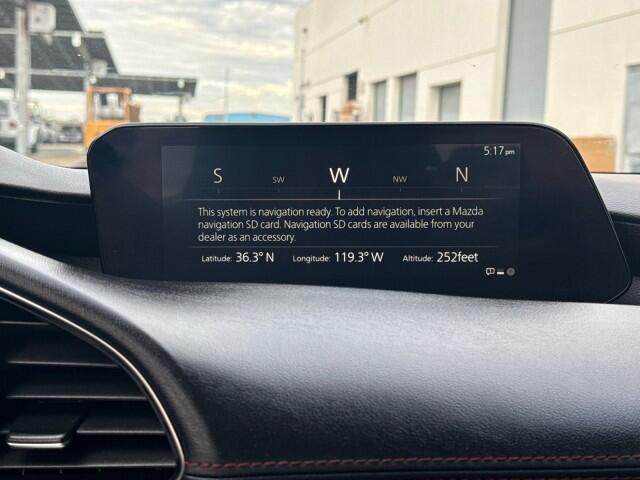 5:17 pm
S SW W NW N
This system is navigation ready. To add navigation, insert a Mazda
navigation SD card. Navigation SD cards are available from your
dealer as an accessory.
Latitude: 36.3° N Longitude: 119.3° W Altitude: 252feet